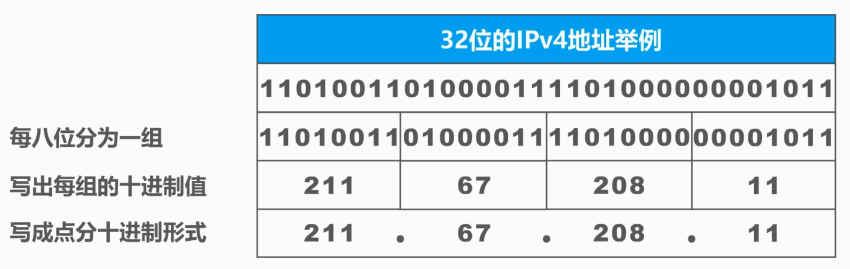 32位的IPv4地址举例
11010011010000111101000000001011
每八位分为一组 11010011 01000011 11010000 00001011
写出每组的十进制值 211 67 208 11
写成点分十进制形式 211 . 67 . 208 . 11